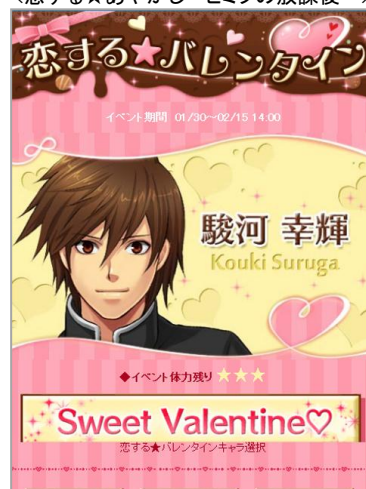 恋する★バレンタイン
イベント期間 01/30～02/15 14:00
駿河 幸輝
Kouki Suruga
◆イベント体力残り ★★★
Sweet Valentine♡
恋する★バレンタインキャラ選択